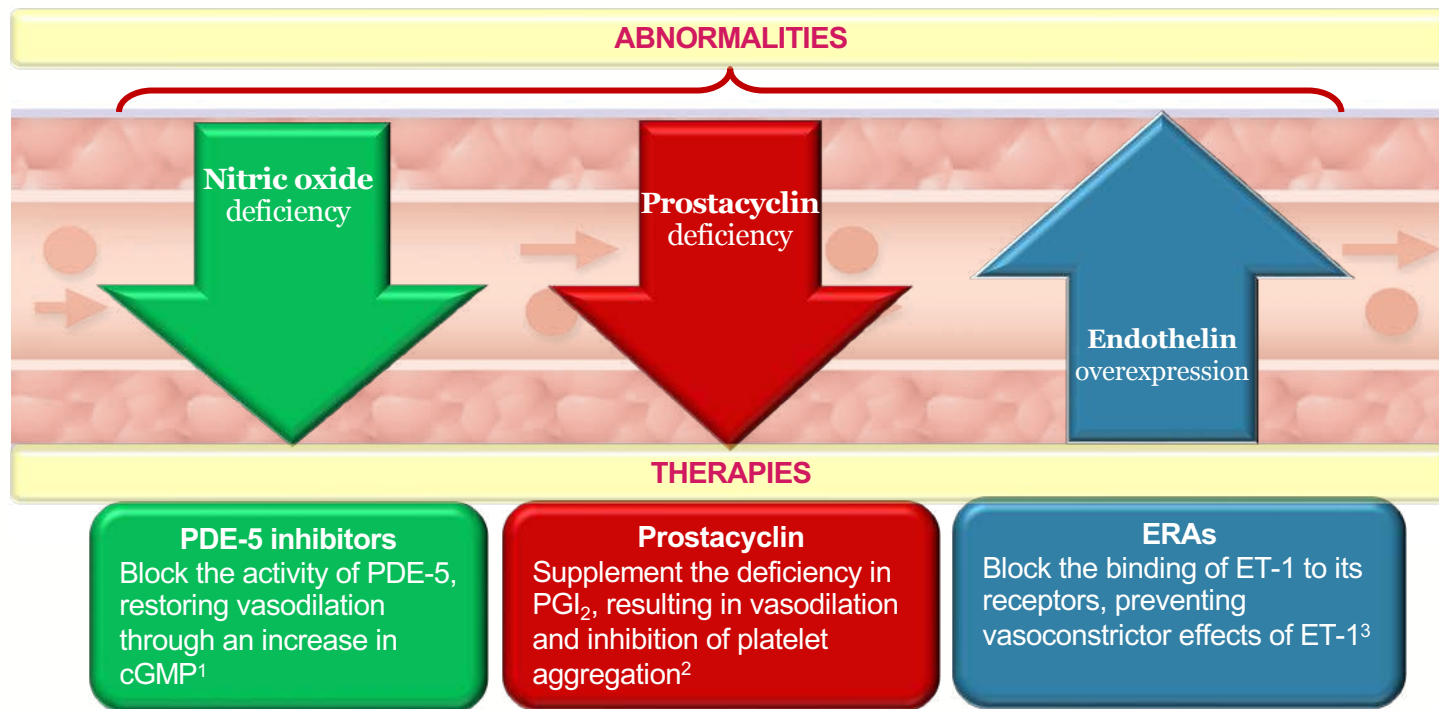 ABNORMALITIES
Nitric oxide
deficiency
Prostacyclin
deficiency
Endothelin
overexpression
THERAPIES
PDE-5 inhibitors
Block the activity of PDE-5,
restoring vasodilation
through an increase in
cGMP¹
Prostacyclin
Supplement the deficiency in
PGI₂, resulting in vasodilation
and inhibition of platelet
aggregation²
ERAs
Block the binding of ET-1 to its
receptors, preventing
vasoconstrictor effects of ET-1³